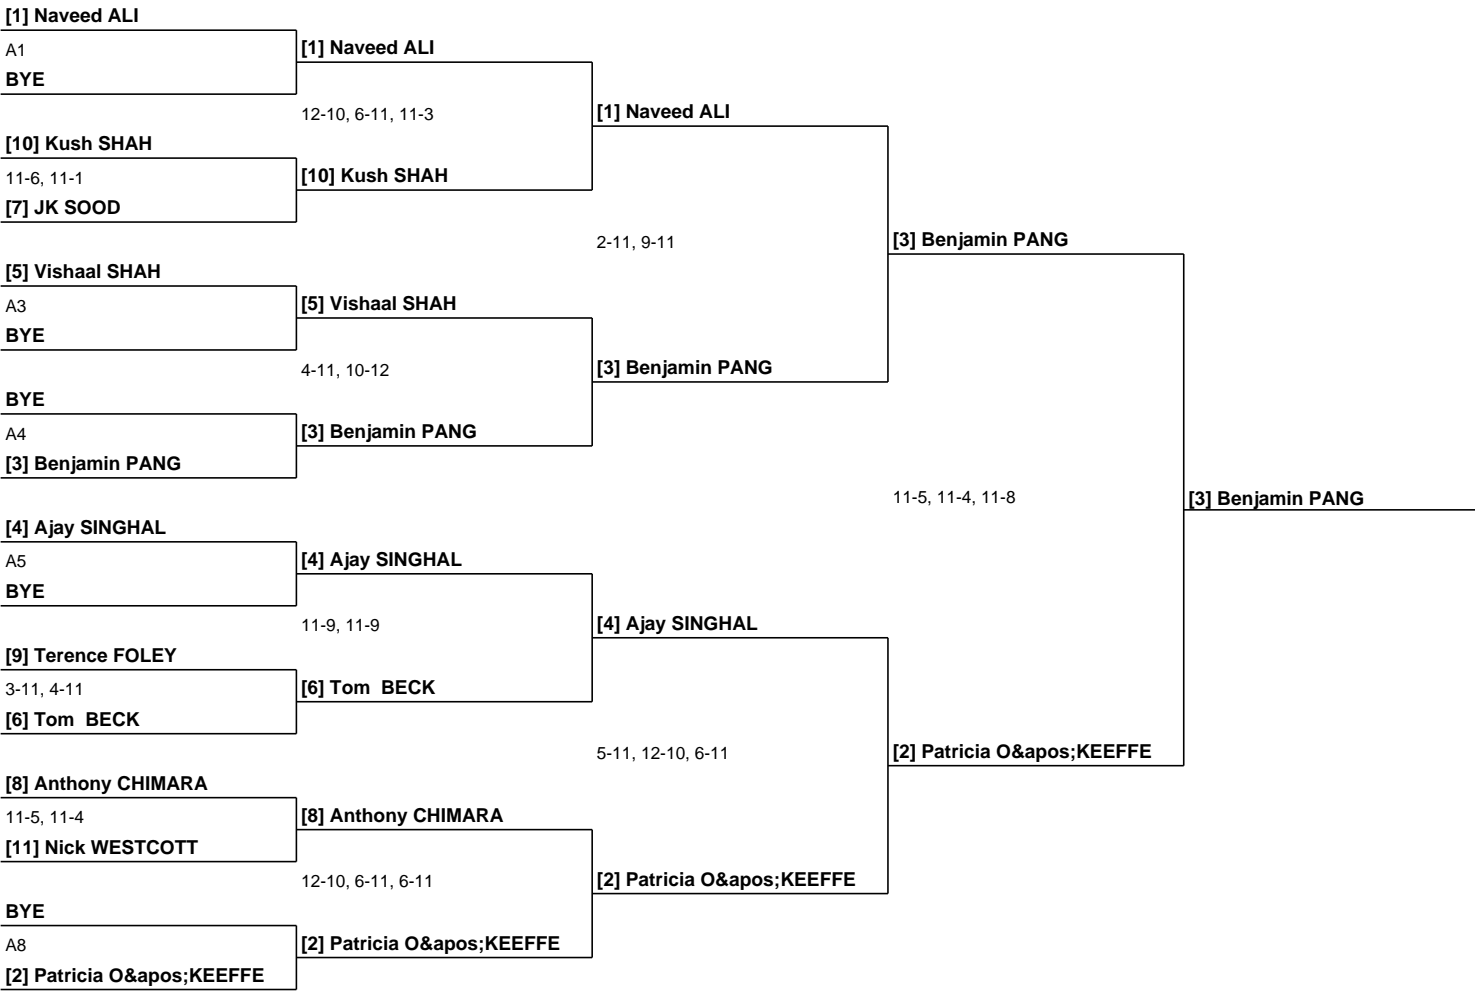 [1] Naveed ALI
A1
BYE
[10] Kush SHAH
11-6, 11-1
[7] JK SOOD
[5] Vishaal SHAH
A3
BYE
BYE
A4
[3] Benjamin PANG
[4] Ajay SINGHAL
A5
BYE
[9] Terence FOLEY
3-11, 4-11
[6] Tom  BECK
[8] Anthony CHIMARA
11-5, 11-4
[11] Nick WESTCOTT
BYE
A8
[2] Patricia O&apos;KEEFFE
[1] Naveed ALI
12-10, 6-11, 11-3
[10] Kush SHAH
[5] Vishaal SHAH
4-11, 10-12
[3] Benjamin PANG
[4] Ajay SINGHAL
11-9, 11-9
[6] Tom  BECK
[8] Anthony CHIMARA
12-10, 6-11, 6-11
[2] Patricia O&apos;KEEFFE
[1] Naveed ALI
2-11, 9-11
[3] Benjamin PANG
[4] Ajay SINGHAL
5-11, 12-10, 6-11
[2] Patricia O&apos;KEEFFE
[3] Benjamin PANG
11-5, 11-4, 11-8
[2] Patricia O&apos;KEEFFE
[3] Benjamin PANG